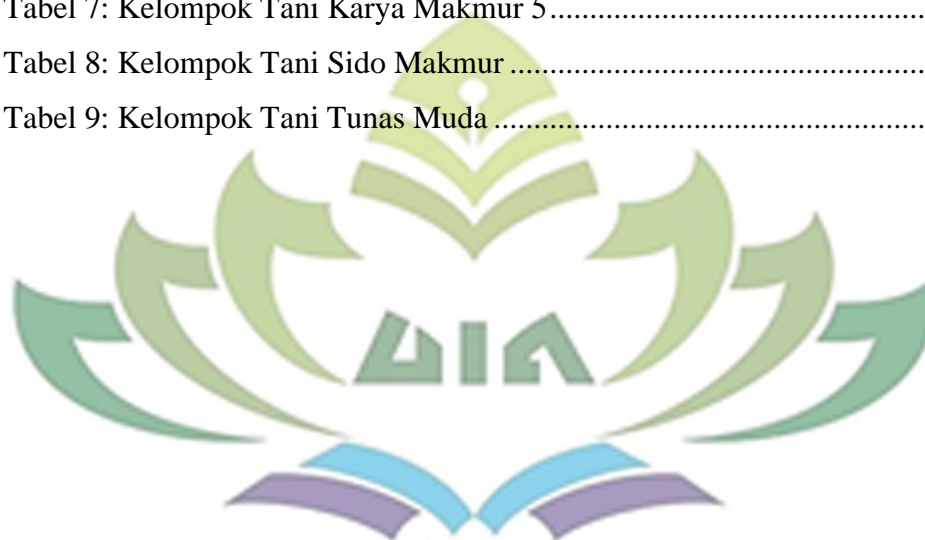 Tabel 7: Kelompok Tani Karya Makmur 5.............................................
Tabel 8: Kelompok Tani Sido Makmur ..................................................
Tabel 9: Kelompok Tani Tunas Muda ....................................................
UIN